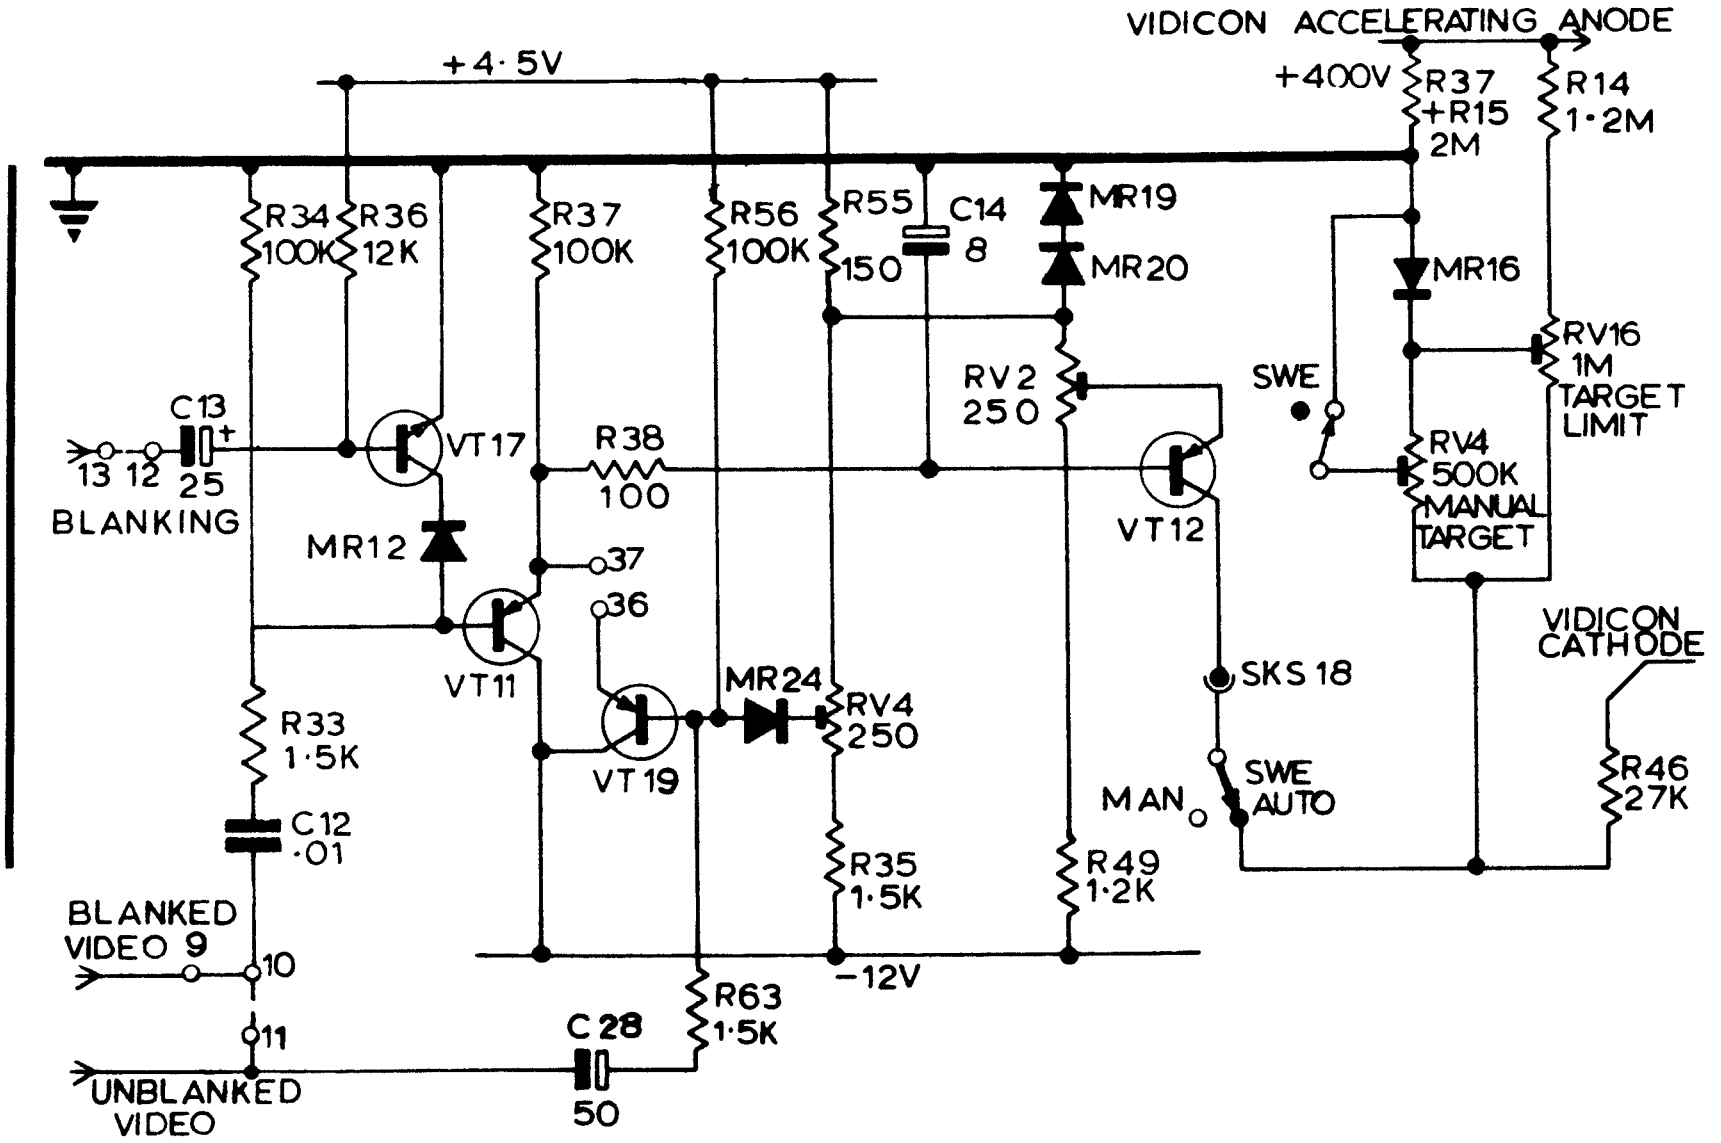 VIDICON ACCELERATING ANODE
+4·5V
+400V
R37
+R15
2M
R14
1·2M
R34
100K
R36
12K
R37
100K
R56
100K
R55
150
C14
8
MR19
MR20
MR16
RV16
1M
TARGET
LIMIT
SWE
RV2
250
C13
+
25
13
12
BLANKING
VT17
R38
100
VT12
RV4
500K
MANUAL
TARGET
MR12
37
36
VT11
VIDICON
CATHODE
SKS18
MR24
RV4
250
VT19
R33
1·5K
C12
·01
MAN
SWE
AUTO
R46
27K
R35
1·5K
R49
1·2K
BLANKED
VIDEO 9
10
-12V
11
R63
1·5K
C28
50
UNBLANKED
VIDEO